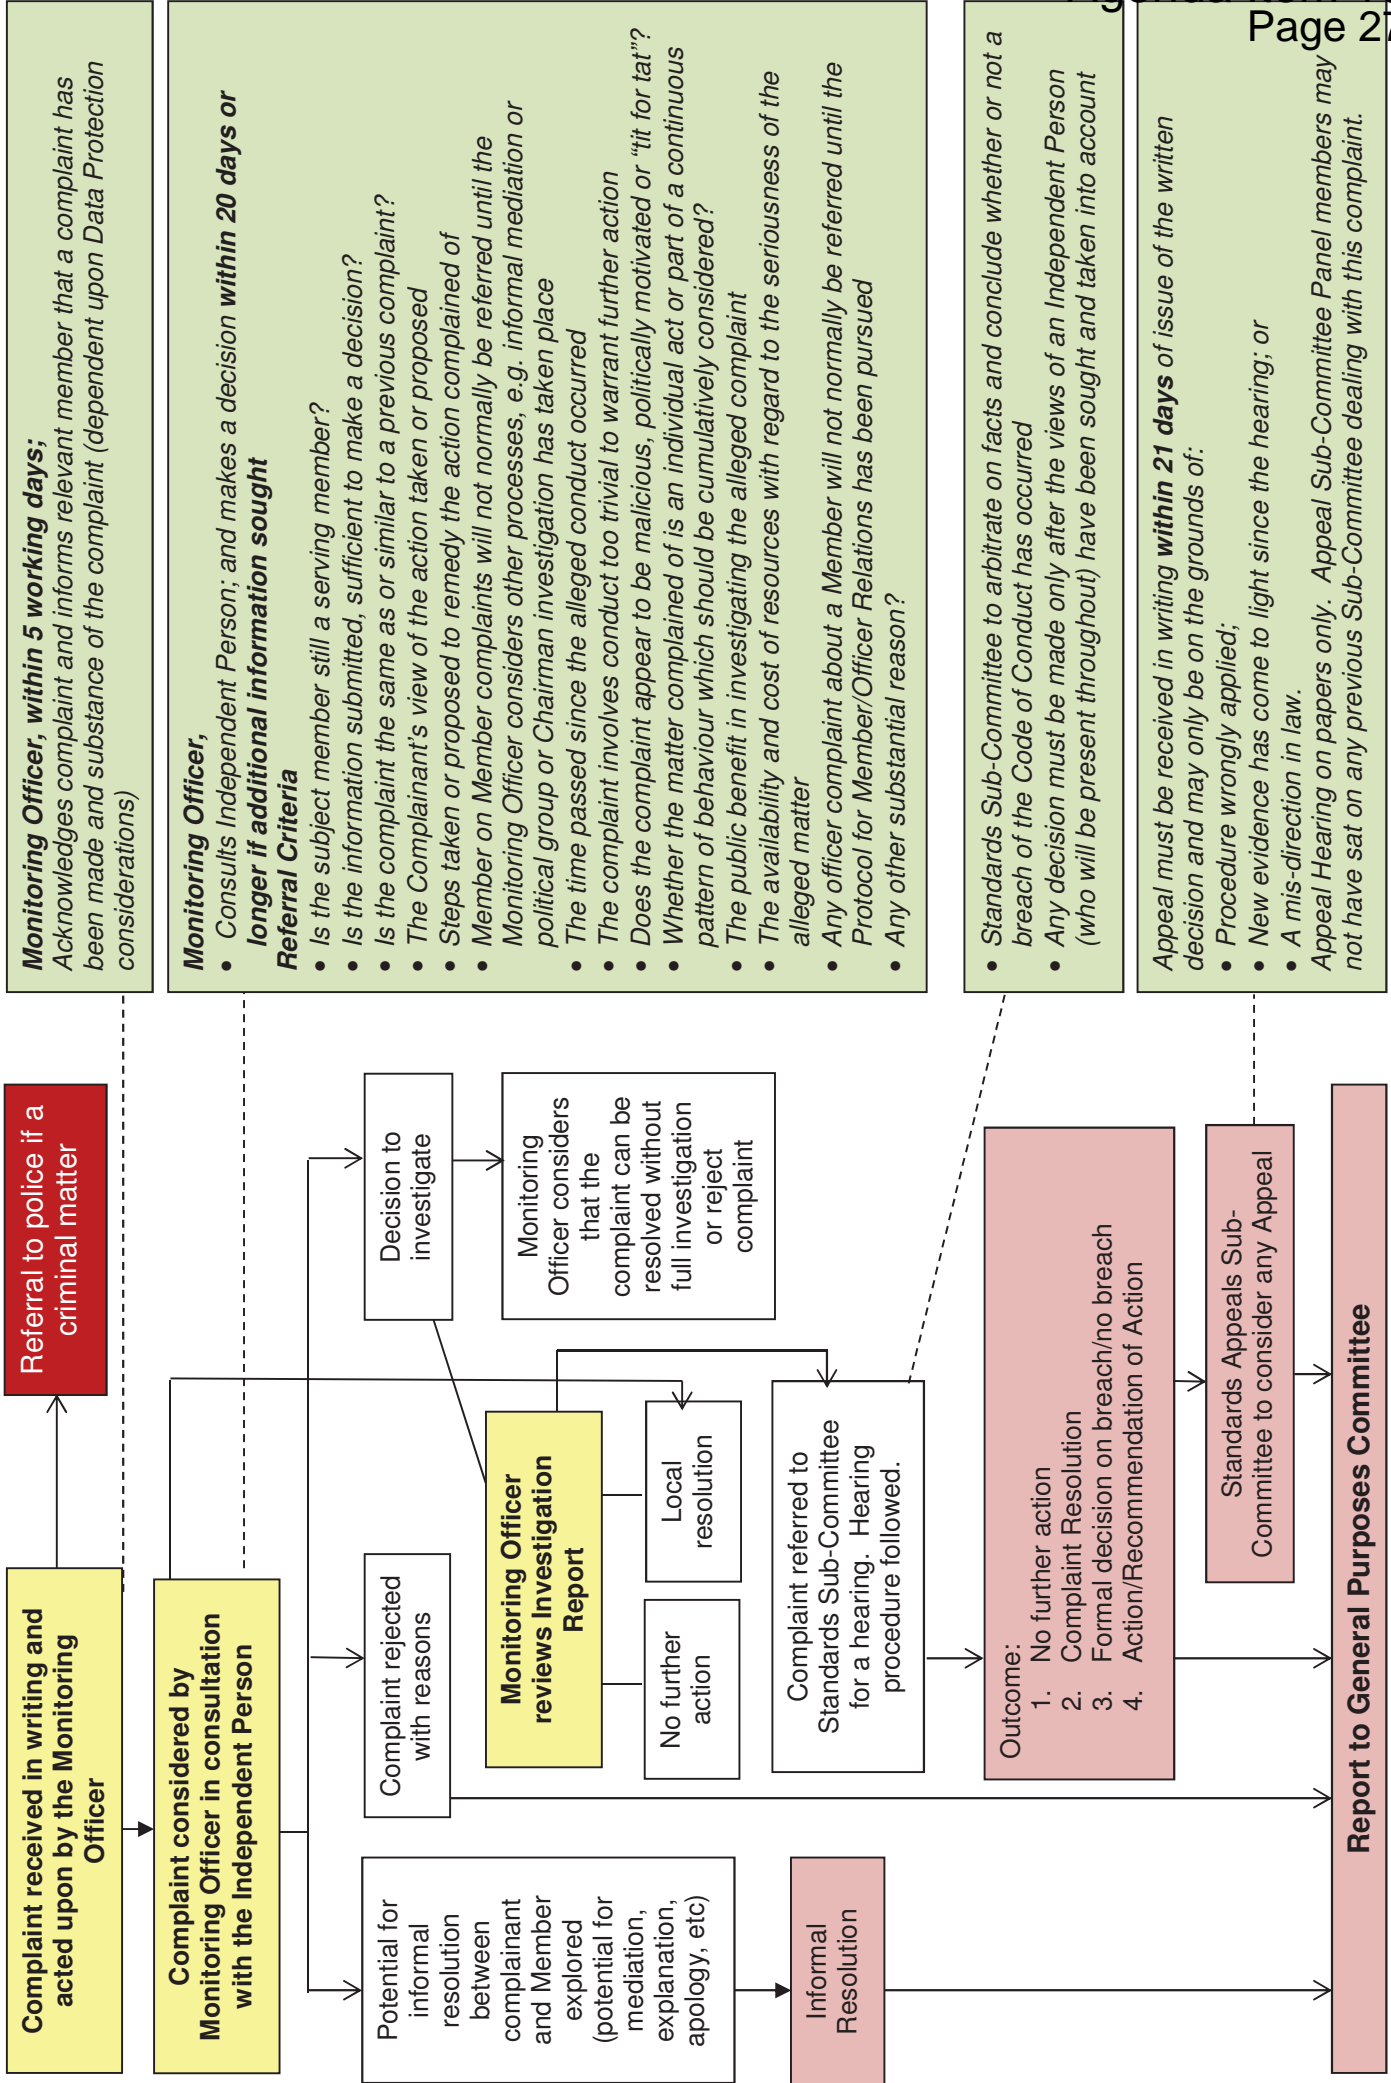 Agenda Item
Page 27
Complaint received in writing and
acted upon by the Monitoring
Officer
Referral to police if a
criminal matter
Monitoring Officer, within 5 working days;
Acknowledges complaint and informs relevant member that a complaint has
been made and substance of the complaint (dependent upon Data Protection
considerations)
Complaint considered by
Monitoring Officer in consultation
with the Independent Person
Monitoring Officer,
• Consults Independent Person; and makes a decision within 20 days or
longer if additional information sought
Referral Criteria
• Is the subject member still a serving member?
• Is the information submitted, sufficient to make a decision?
• Is the complaint the same as or similar to a previous complaint?
• The Complainant's view of the action taken or proposed
• Steps taken or proposed to remedy the action complained of
• Member on Member complaints will not normally be referred until the
Monitoring Officer considers other processes, e.g. informal mediation or
political group or Chairman investigation has taken place
• The time passed since the alleged conduct occurred
• The complaint involves conduct too trivial to warrant further action
• Does the complaint appear to be malicious, politically motivated or “tit for tat”?
• Whether the matter complained of is an individual act or part of a continuous
pattern of behaviour which should be cumulatively considered?
• The public benefit in investigating the alleged complaint
• The availability and cost of resources with regard to the seriousness of the
alleged matter
• Any officer complaint about a Member will not normally be referred until the
Protocol for Member/Officer Relations has been pursued
• Any other substantial reason?
Potential for
informal
resolution
between
complainant
and Member
explored
(potential for
mediation,
explanation,
apology, etc)
Complaint rejected
with reasons
Decision to
investigate
Monitoring
Officer considers
that the
complaint can be
resolved without
full investigation
or reject
complaint
Monitoring Officer
reviews Investigation
Report
No further
action
Local
resolution
Informal
Resolution
Complaint referred to
Standards Sub-Committee
for a hearing.  Hearing
procedure followed.
• Standards Sub-Committee to arbitrate on facts and conclude whether or not a
breach of the Code of Conduct has occurred
• Any decision must be made only after the views of an Independent Person
(who will be present throughout) have been sought and taken into account
Outcome:
1. No further action
2. Complaint Resolution
3. Formal decision on breach/no breach
4. Action/Recommendation of Action
Standards Appeals Sub-
Committee to consider any Appeal
Appeal must be received in writing within 21 days of issue of the written
decision and may only be on the grounds of:
• Procedure wrongly applied;
• New evidence has come to light since the hearing; or
• A mis-direction in law.
Appeal Hearing on papers only.  Appeal Sub-Committee Panel members may
not have sat on any previous Sub-Committee dealing with this complaint.
Report to General Purposes Committee